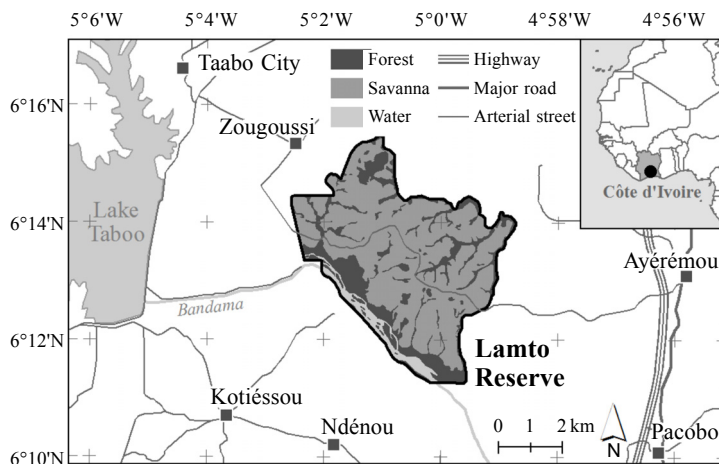 5°6'W 5°4'W 5°2'W 5°0'W 4°58'W 4°56'W
6°16'N
6°14'N
6°12'N
6°10'N
Taabo City
Zougoussi
Forest
Savanna
Water
Highway
Major road
Arterial street
Côte d'Ivoire
Lake
Taboo
Bandama
Ayérémou
Lamto
Reserve
Kotiéssou
Ndénou
0 1 2 km
N
Pacobo